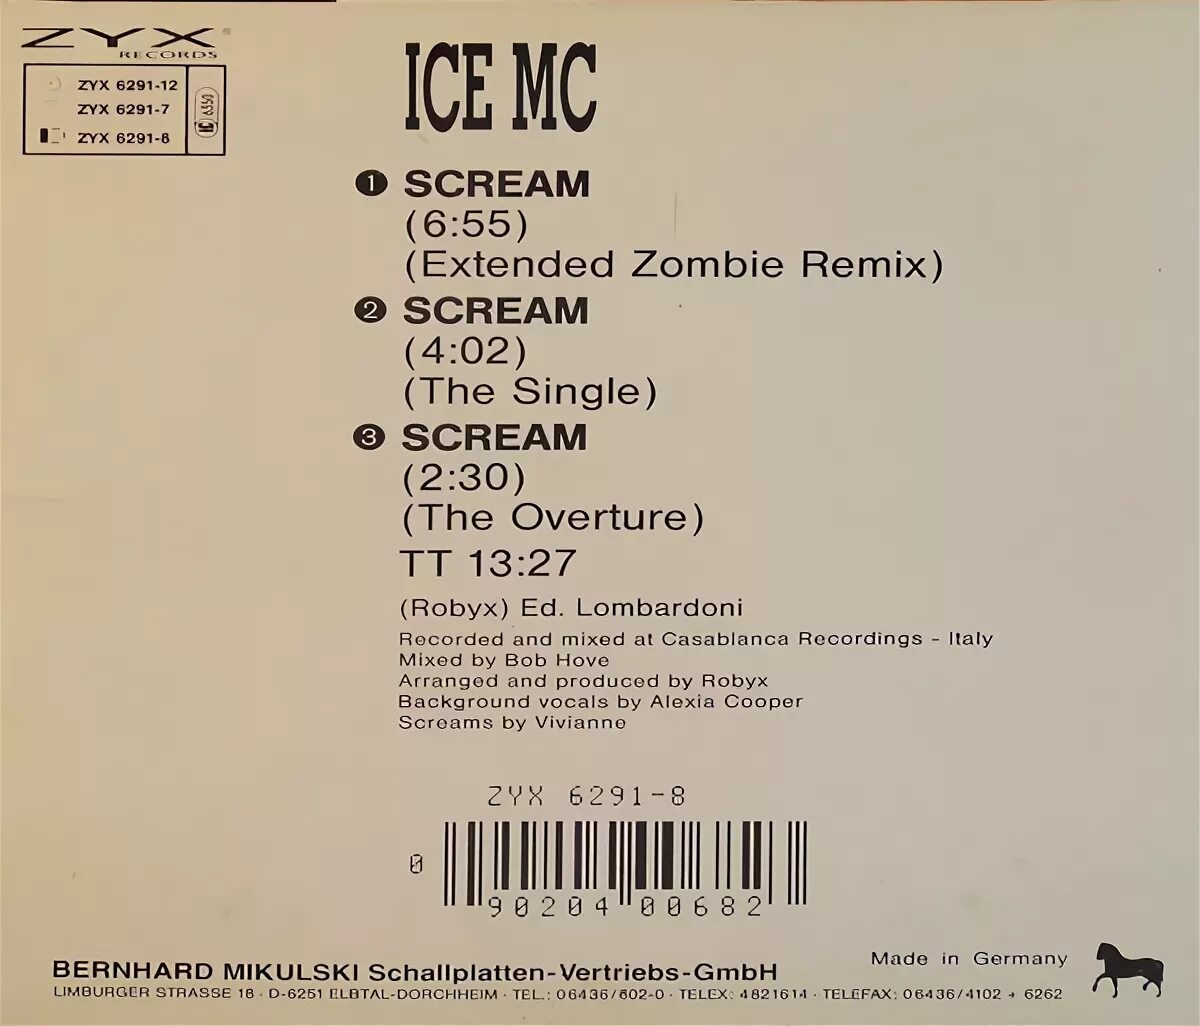 ZYX
RECORDS
ZYX 6291-12
ZYX 6291-7
ZYX 6291-8
ICE MC
1 SCREAM
(6:55)
(Extended Zombie Remix)
2 SCREAM
(4:02)
(The Single)
3 SCREAM
(2:30)
(The Overture)
TT 13:27
(Robyx) Ed. Lombardoni
Recorded and mixed at Casablanca Recordings - Italy
Mixed by Bob Hove
Arranged and produced by Robyx
Background vocals by Alexia Cooper
Screams by Vivianne
ZYX 6291-8
0 90204 00682
Made in Germany
BERNHARD MIKULSKI Schallplatten-Vertriebs-GmbH
LIMBURGER STRASSE 18 · D-6251 ELBTAL-DORCHHEIM · TEL.: 06436/602-0 · TELEX: 4821614 · TELEFAX: 06436/4102 + 6262